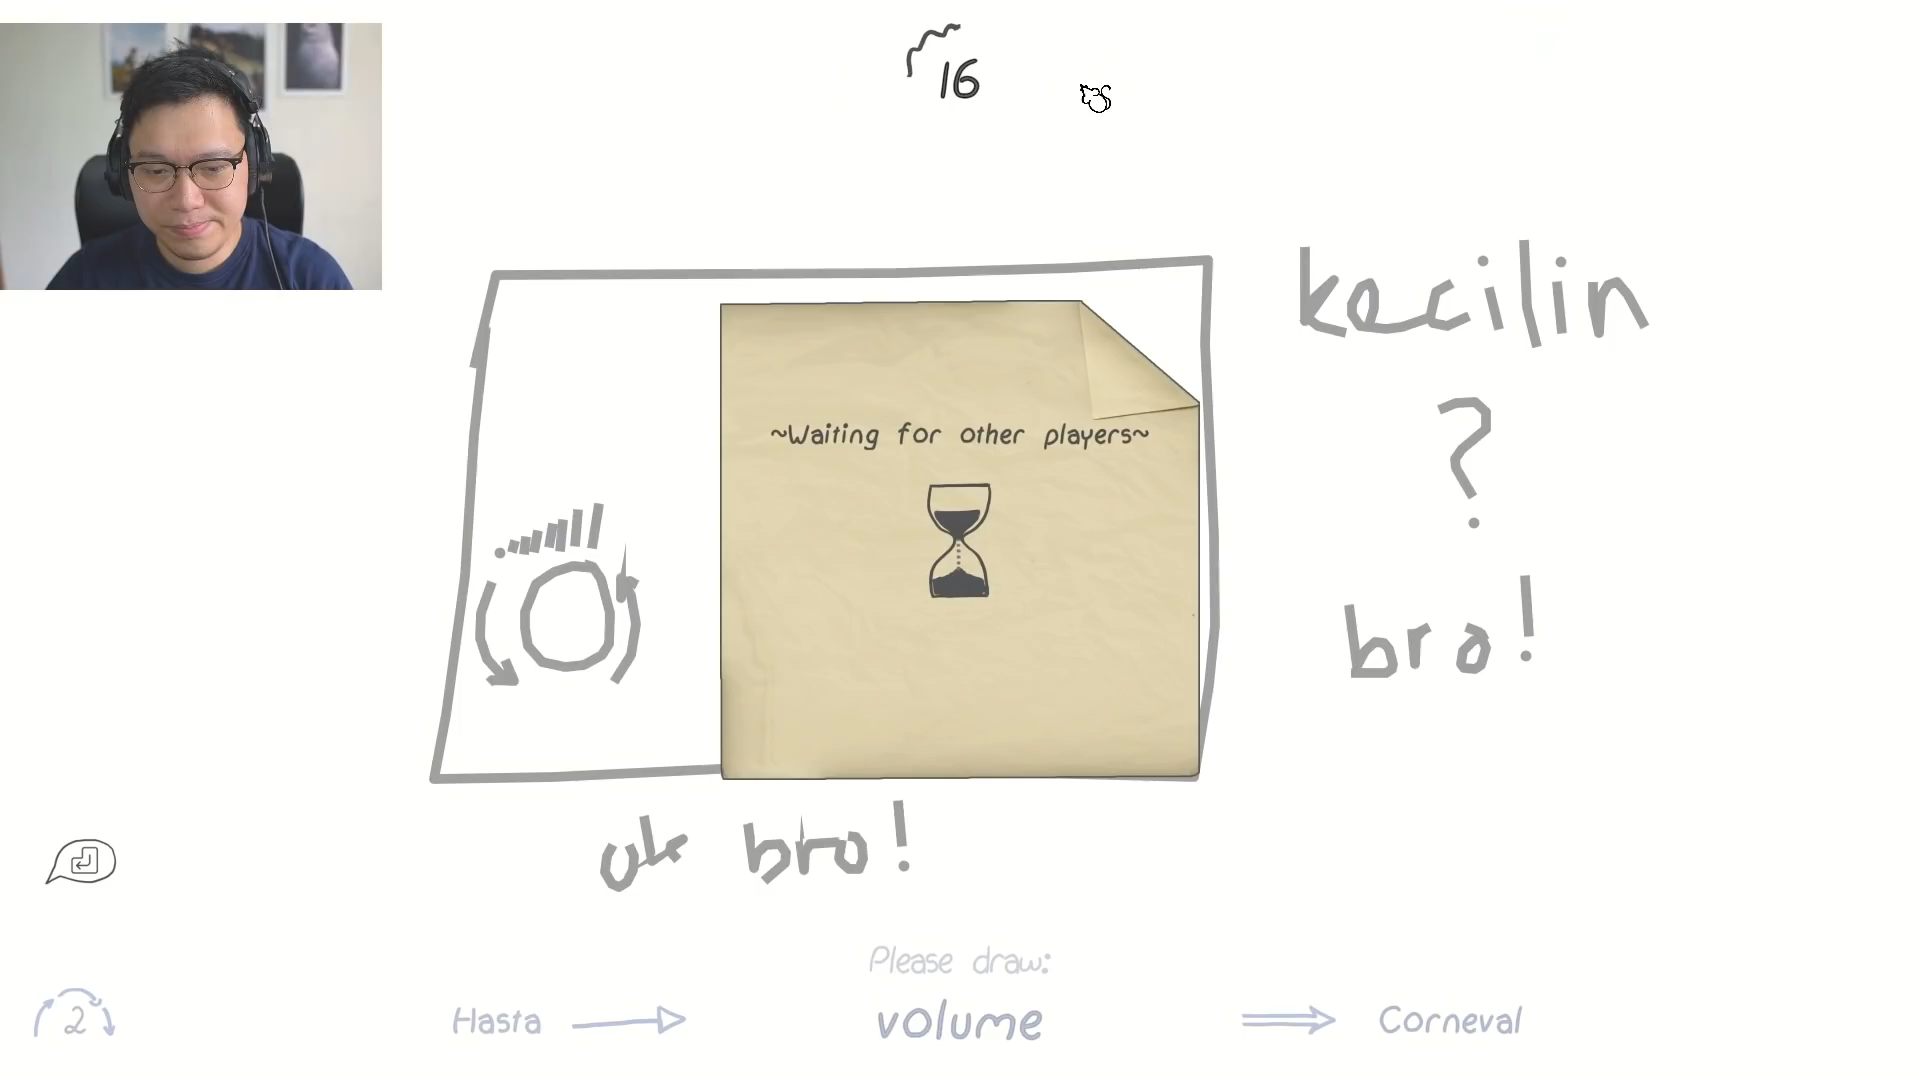 16
kecilin
?
~Waiting for other players~
bro!
ok bro!
Please draw:
2
Hasta
volume
Corneval